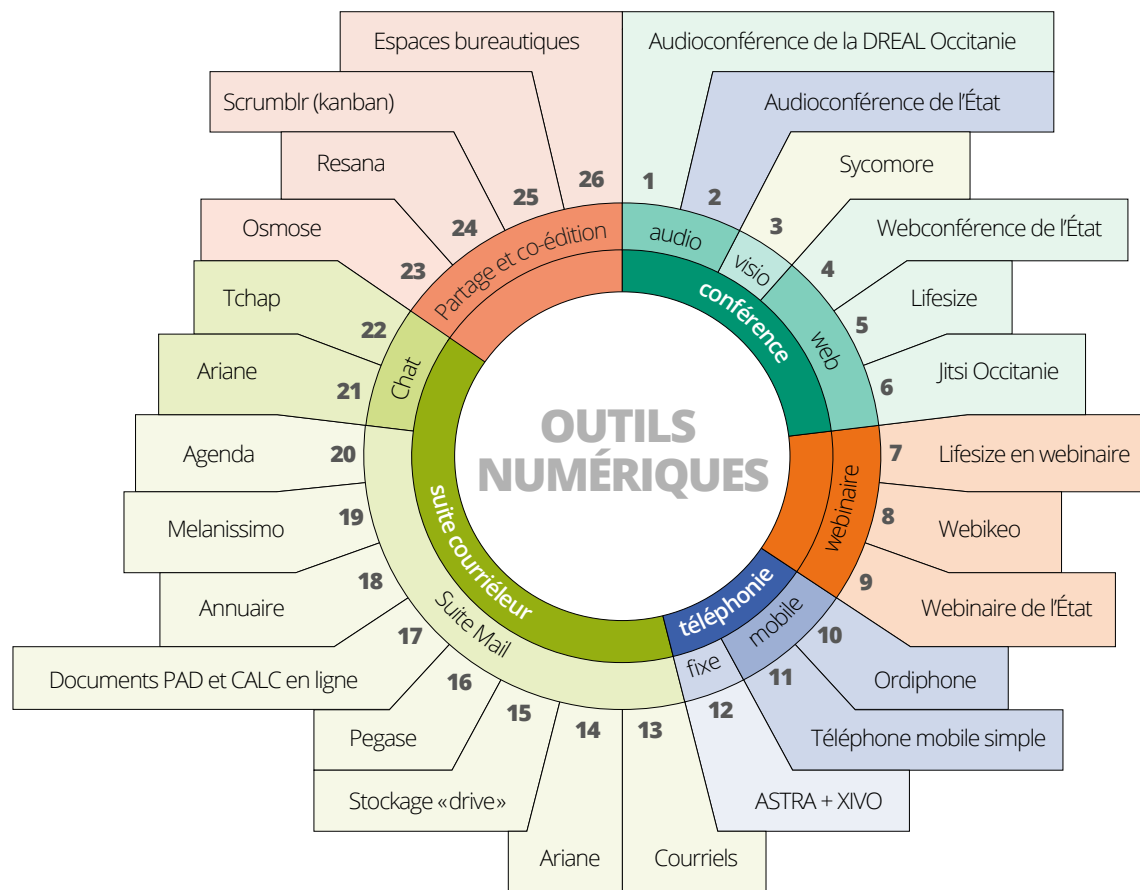 OUTILS
NUMÉRIQUES
conférence
audio
1
Audioconférence de la DREAL Occitanie
2
Audioconférence de l’État
visio
3
Sycomore
web
4
Webconférence de l’État
5
Lifesize
6
Jitsi Occitanie
webinaire
7
Lifesize en webinaire
8
Webikeo
9
Webinaire de l’État
téléphonie
mobile
10
Ordiphone
11
Téléphone mobile simple
fixe
12
ASTRA + XIVO
suite courriéleur
Suite Mail
13
Courriels
14
Ariane
15
Stockage «drive»
16
Pegase
17
Documents PAD et CALC en ligne
18
Annuaire
19
Melanissimo
20
Agenda
Chat
21
Ariane
22
Tchap
Partage et co-édition
23
Osmose
24
Resana
25
Scrumblr (kanban)
26
Espaces bureautiques